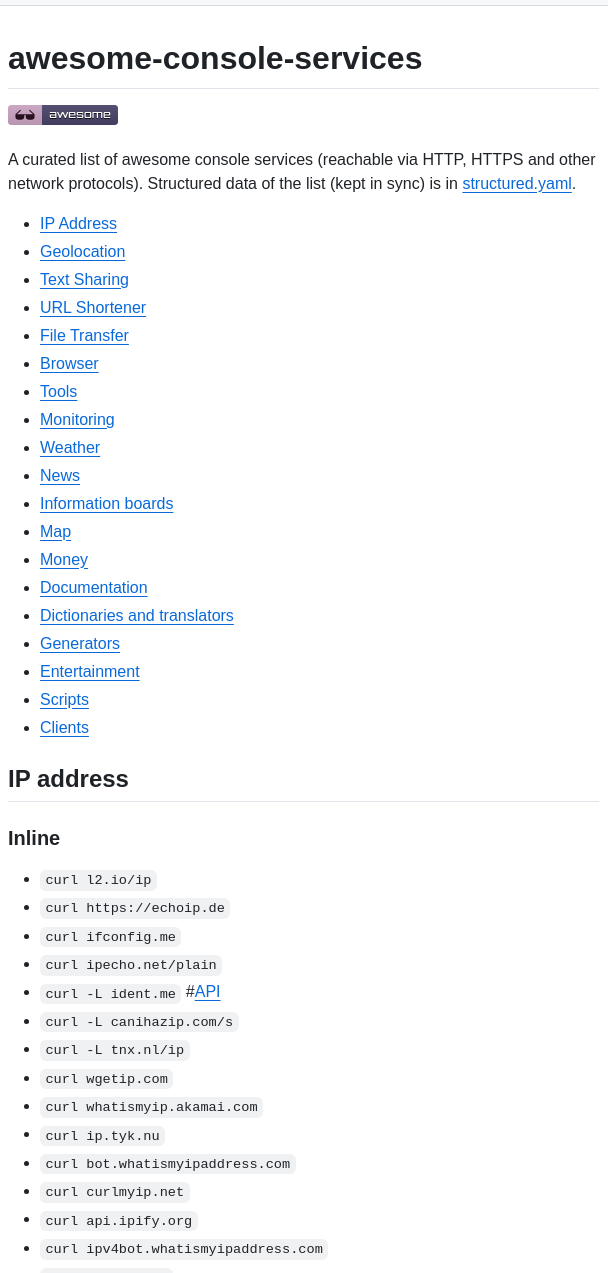 awesome-console-services
awesome
A curated list of awesome console services (reachable via HTTP, HTTPS and other
network protocols). Structured data of the list (kept in sync) is in structured.yaml.
IP Address
Geolocation
Text Sharing
URL Shortener
File Transfer
Browser
Tools
Monitoring
Weather
News
Information boards
Map
Money
Documentation
Dictionaries and translators
Generators
Entertainment
Scripts
Clients
IP address
Inline
curl l2.io/ip
curl https://echoip.de
curl ifconfig.me
curl ipecho.net/plain
curl -L ident.me #API
curl -L canihazip.com/s
curl -L tnx.nl/ip
curl wgetip.com
curl whatismyip.akamai.com
curl ip.tyk.nu
curl bot.whatismyipaddress.com
curl curlmyip.net
curl api.ipify.org
curl ipv4bot.whatismyipaddress.com